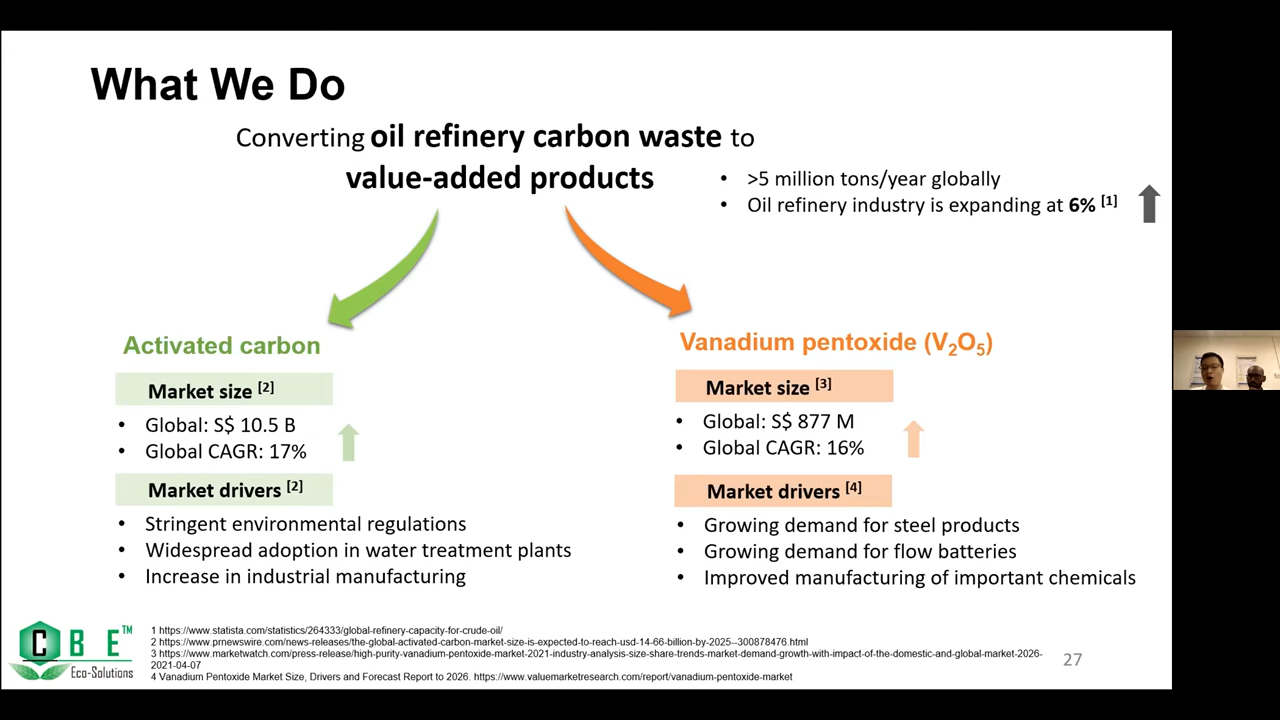 What We Do
Converting oil refinery carbon waste to
value-added products
• >5 million tons/year globally
• Oil refinery industry is expanding at 6% [1]
Activated carbon
Market size [2]
• Global: S$ 10.5 B
• Global CAGR: 17%
Market drivers [2]
• Stringent environmental regulations
• Widespread adoption in water treatment plants
• Increase in industrial manufacturing
Vanadium pentoxide (V2O5)
Market size [3]
• Global: S$ 877 M
• Global CAGR: 16%
Market drivers [4]
• Growing demand for steel products
• Growing demand for flow batteries
• Improved manufacturing of important chemicals
CBE™
Eco-Solutions
1 https://www.statista.com/statistics/264333/global-refinery-capacity-for-crude-oil/
2 https://www.prnewswire.com/news-releases/the-global-activated-carbon-market-size-is-expected-to-reach-usd-14-66-billion-by-2025--300878476.html
3 https://www.marketwatch.com/press-release/high-purity-vanadium-pentoxide-market-2021-industry-analysis-size-share-trends-market-demand-growth-with-impact-of-the-domestic-and-global-market-2026-
2021-04-07
4 Vanadium Pentoxide Market Size, Drivers and Forecast Report to 2026. https://www.valuemarketresearch.com/report/vanadium-pentoxide-market
27